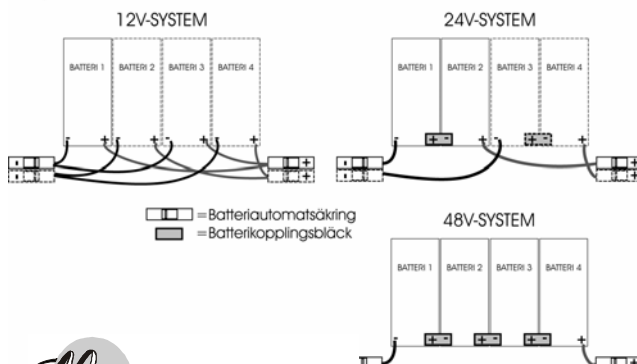 12V-SYSTEM
BATTERI 1 BATTERI 2 BATTERI 3 BATTERI 4
- + - + - + - +
- +
- +
24V-SYSTEM
BATTERI 1 BATTERI 2 BATTERI 3 BATTERI 4
- + - + - + - +
- +
- +
=Batteriautomatsäkring
=Batterikopplingsbläck
48V-SYSTEM
BATTERI 1 BATTERI 2 BATTERI 3 BATTERI 4
- + - + - + - +